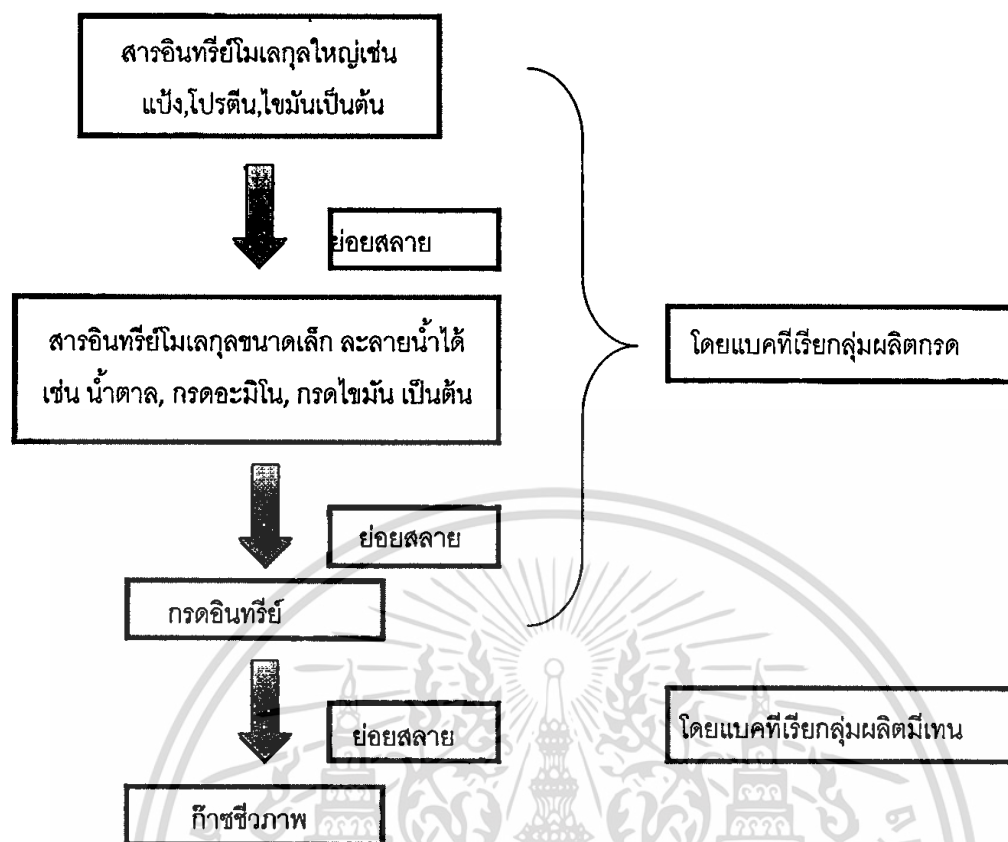 สารอินทรีย์โมเลกุลใหญ่เช่น
แป้ง,โปรตีน,ไขมันเป็นต้น
ย่อยสลาย
สารอินทรีย์โมเลกุลขนาดเล็ก ละลายน้ำได้
เช่น น้ำตาล, กรดอะมิโน, กรดไขมัน เป็นต้น
โดยแบคที่เรียกลุ่มผลิตกรด
ย่อยสลาย
กรดอินทรีย์
ย่อยสลาย
โดยแบคที่เรียกลุ่มผลิตมีเทน
ก๊าซชีวภาพ